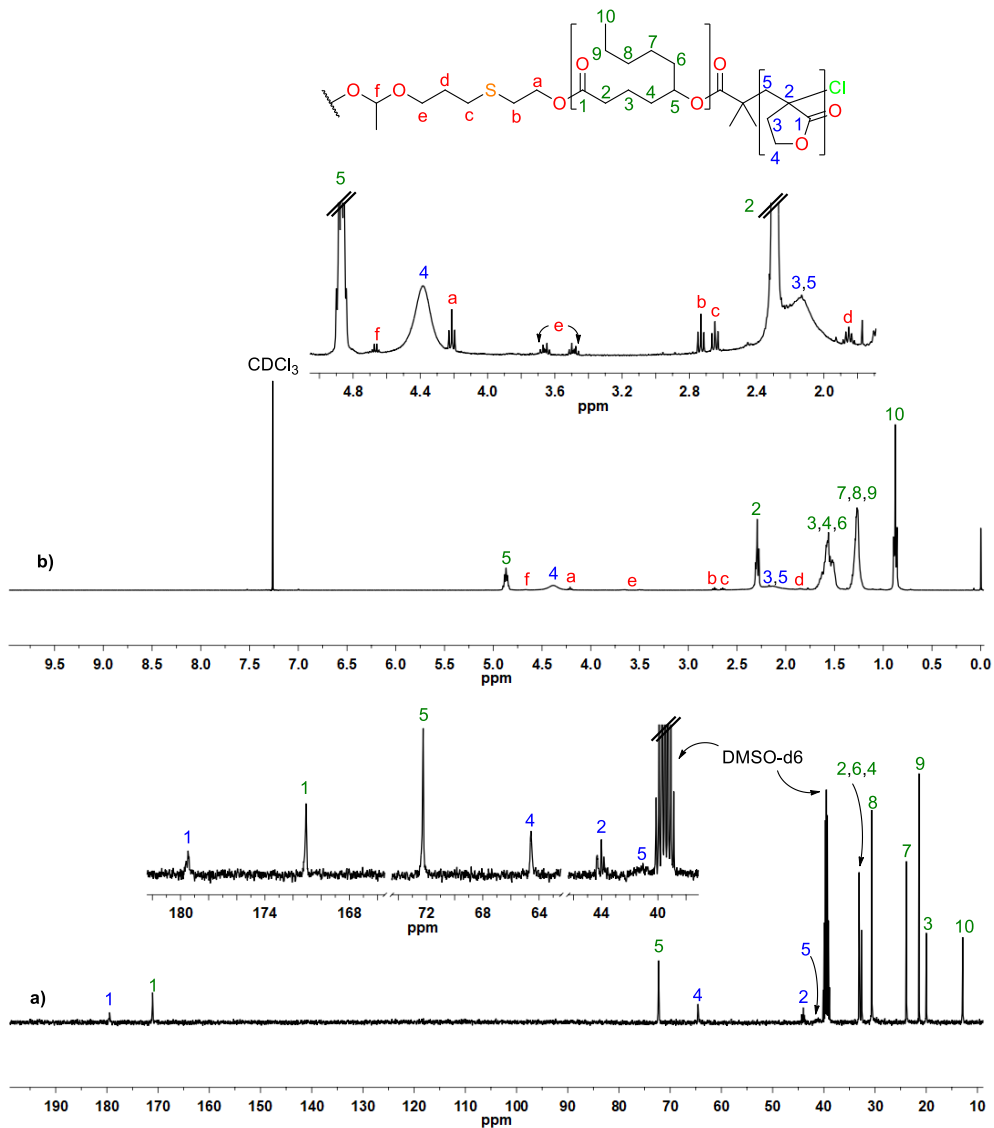 10
9 7
8 6
O d S a O O O 5 Cl
f O 2 O
e c b O 1 2 3 4 5 O 3 1 O
4 O
5
2
4
3,5
a
b
c
d
f
e
4.8 4.4 4.0 3.6 3.2 2.8 2.4 2.0
ppm
CDCl3
10
7,8,9
2
3,4,6
b)
5
f 4 a e b c 3,5 d
9.5 9.0 8.5 8.0 7.5 7.0 6.5 6.0 5.5 5.0 4.5 4.0 3.5 3.0 2.5 2.0 1.5 1.0 0.5 0.0
ppm
5
DMSO-d6
1
1
4
2
5
180 174 168 72 68 64 44 40
ppm
9
2,6,4
8
7
3
10
5
5
a)
1 1 4 2
190 180 170 160 150 140 130 120 110 100 90 80 70 60 50 40 30 20 10
ppm